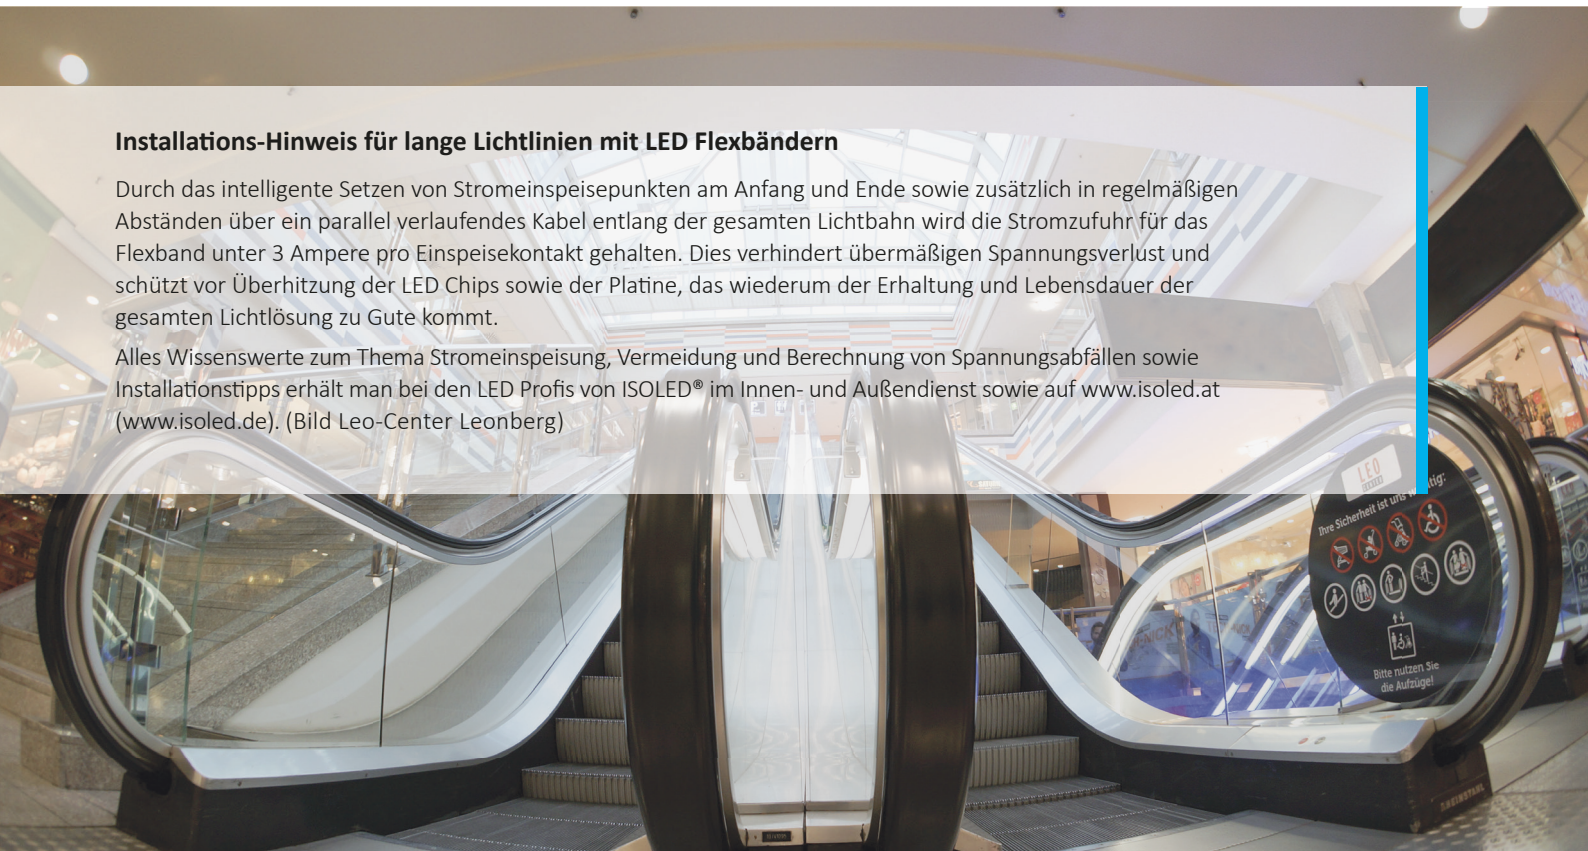 Installations-Hinweis für lange Lichtlinien mit LED Flexbändern
Durch das intelligente Setzen von Stromeinspeisepunkten am Anfang und Ende sowie zusätzlich in regelmäßigen
Abständen über ein parallel verlaufendes Kabel entlang der gesamten Lichtbahn wird die Stromzufuhr für das
Flexband unter 3 Ampere pro Einspeisekontakt gehalten. Dies verhindert übermäßigen Spannungsverlust und
schützt vor Überhitzung der LED Chips sowie der Platine, das wiederum der Erhaltung und Lebensdauer der
gesamten Lichtlösung zu Gute kommt.
Alles Wissenswerte zum Thema Stromeinspeisung, Vermeidung und Berechnung von Spannungsabfällen sowie
Installationstipps erhält man bei den LED Profis von ISOLED® im Innen- und Außendienst sowie auf www.isoled.at
(www.isoled.de). (Bild Leo-Center Leonberg)
LEO
CENTER
Ihre Sicherheit ist uns
Bitte nutzen Sie
die Aufzüge!